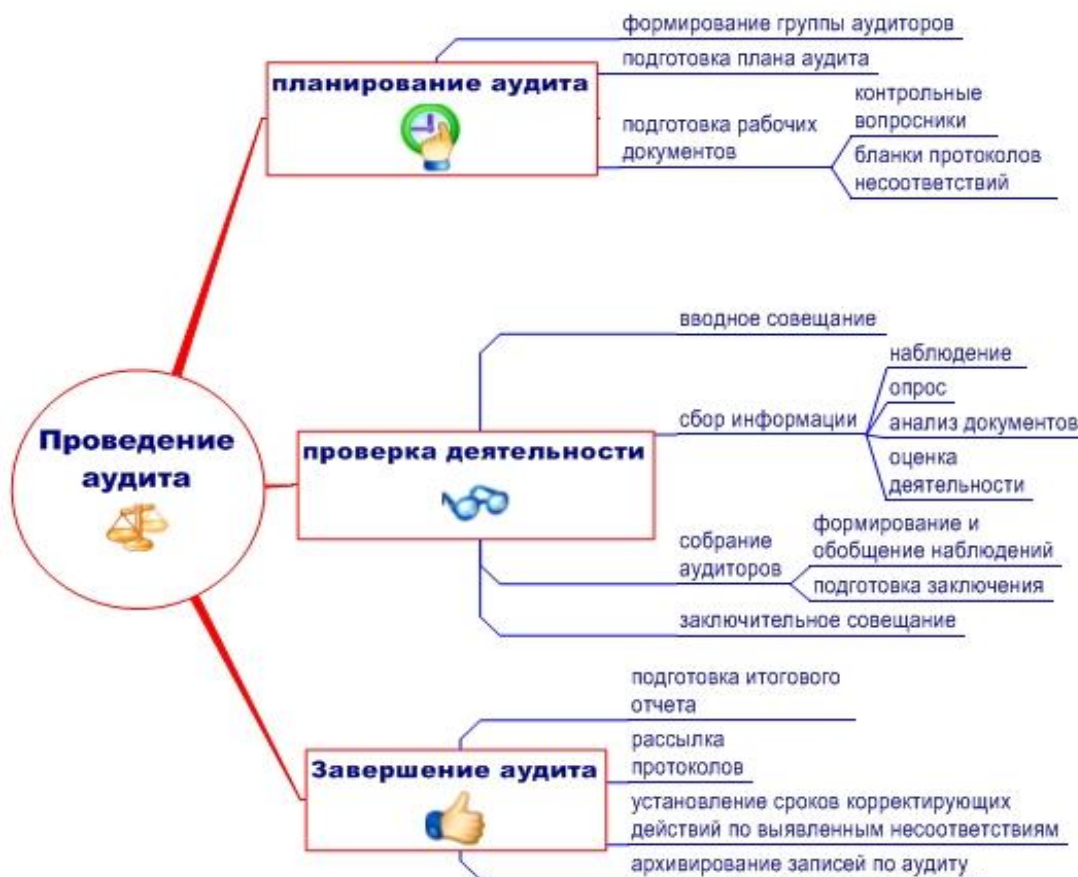 формирование группы аудиторов
планирование аудита
подготовка плана аудита
подготовка рабочих
документов
контрольные
вопросники
бланки протоколов
несоответствий
Проведение
аудита
проверка деятельности
вводное совещание
сбор информации
наблюдение
опрос
анализ документов
оценка
деятельности
собрание
аудиторов
формирование и
обобщение наблюдений
подготовка заключения
заключительное совещание
Завершение аудита
подготовка итогового
отчета
рассылка
протоколов
установление сроков корректирующих
действий по выявленным несоответствиям
архивирование записей по аудиту